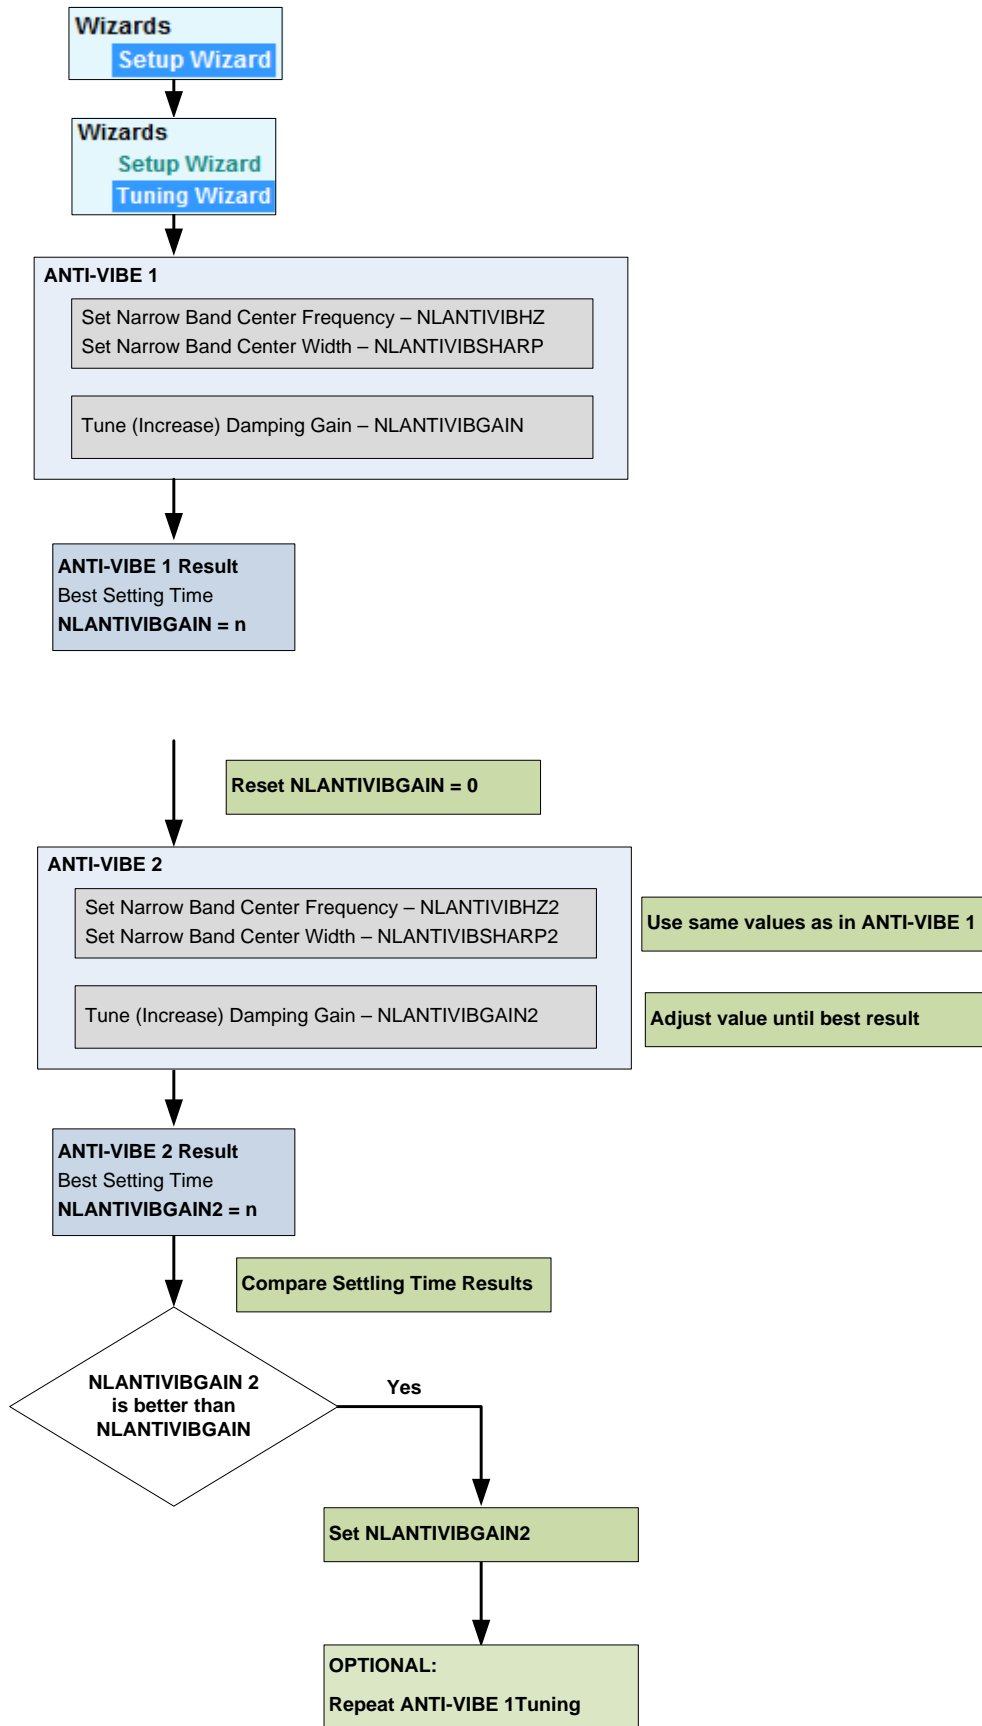 Wizards
Setup Wizard
Wizards
Setup Wizard
Tuning Wizard
ANTI-VIBE 1
Set Narrow Band Center Frequency – NLANTIVIBHZ
Set Narrow Band Center Width – NLANTIVIBSHARP
Tune (Increase) Damping Gain – NLANTIVIBGAIN
ANTI-VIBE 1 Result
Best Setting Time
NLANTIVIBGAIN = n
Reset NLANTIVIBGAIN = 0
ANTI-VIBE 2
Set Narrow Band Center Frequency – NLANTIVIBHZ2
Set Narrow Band Center Width – NLANTIVIBSHARP2
Use same values as in ANTI-VIBE 1
Tune (Increase) Damping Gain – NLANTIVIBGAIN2
Adjust value until best result
ANTI-VIBE 2 Result
Best Setting Time
NLANTIVIBGAIN2 = n
Compare Settling Time Results
NLANTIVIBGAIN 2
is better than
NLANTIVIBGAIN
Yes
Set NLANTIVIBGAIN2
OPTIONAL:
Repeat ANTI-VIBE 1Tuning